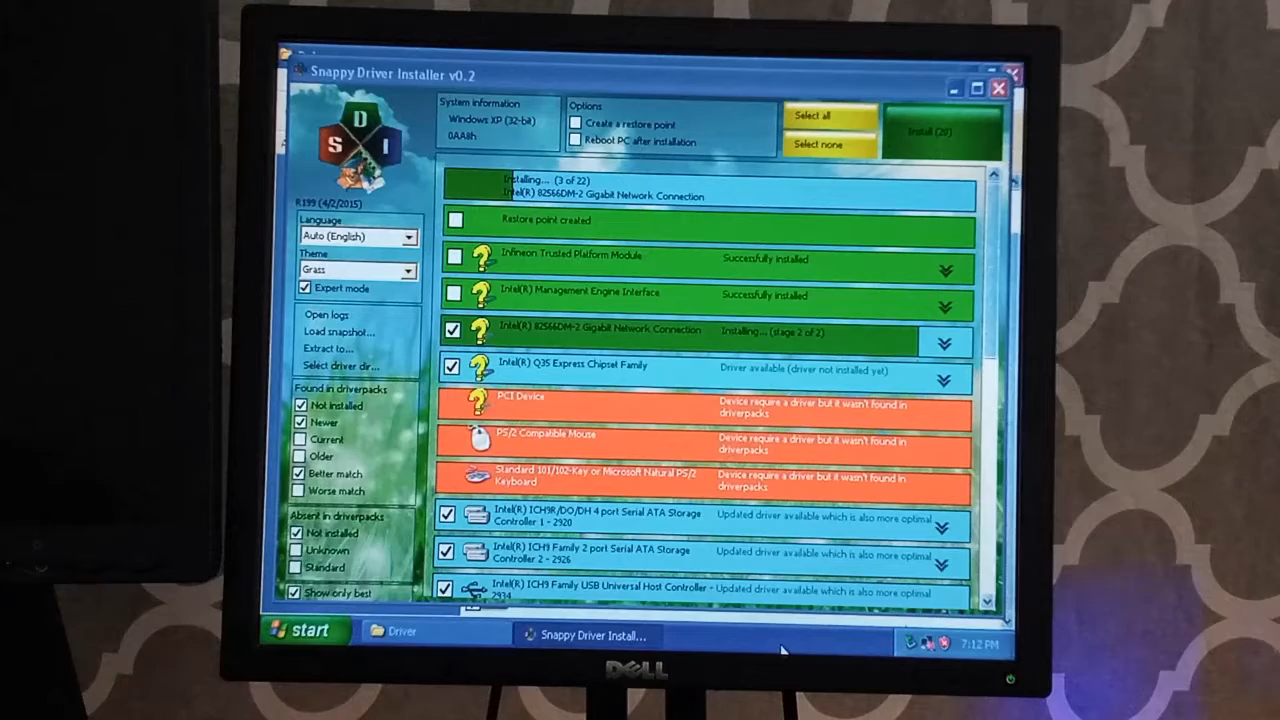 Snappy Driver Installer v0.2
D
S
I
R199 (4/2/2015)
Language
Auto (English)
Theme
Grass
Expert mode
Open logs
Load snapshot...
Extract to...
Select driver dir...
Found in driverpacks
Not installed
Newer
Current
Older
Better match
Worse match
Absent in driverpacks
Not installed
Unknown
Standard
Show only best
System information
Windows XP (32-bit)
0AA8h
Options
Create a restore point
Reboot PC after installation
Select all
Select none
Install (20)
Installing... (3 of 22)
Intel(R) 82566DM-2 Gigabit Network Connection
Restore point created
Infineon Trusted Platform Module Successfully installed
Intel(R) Management Engine Interface Successfully installed
Intel(R) 82566DM-2 Gigabit Network Connection Installing... (stage 2 of 2)
Intel(R) Q35 Express Chipset Family Driver available (driver not installed yet)
PCI Device
Device require a driver but it wasn't found in
driverpacks
PS/2 Compatible Mouse
Device require a driver but it wasn't found in
driverpacks
Standard 101/102-Key or Microsoft Natural PS/2
Keyboard
Device require a driver but it wasn't found in
driverpacks
Intel(R) ICH9R/DO/DH 4 port Serial ATA Storage
Controller 1 - 2920
Updated driver available which is also more optimal
Intel(R) ICH9 Family 2 port Serial ATA Storage
Controller 2 - 2926
Updated driver available which is also more optimal
Intel(R) ICH9 Family USB Universal Host Controller -
2934
Updated driver available which is also more optimal
start
Driver
Snappy Driver Install...
7:12 PM
DELL